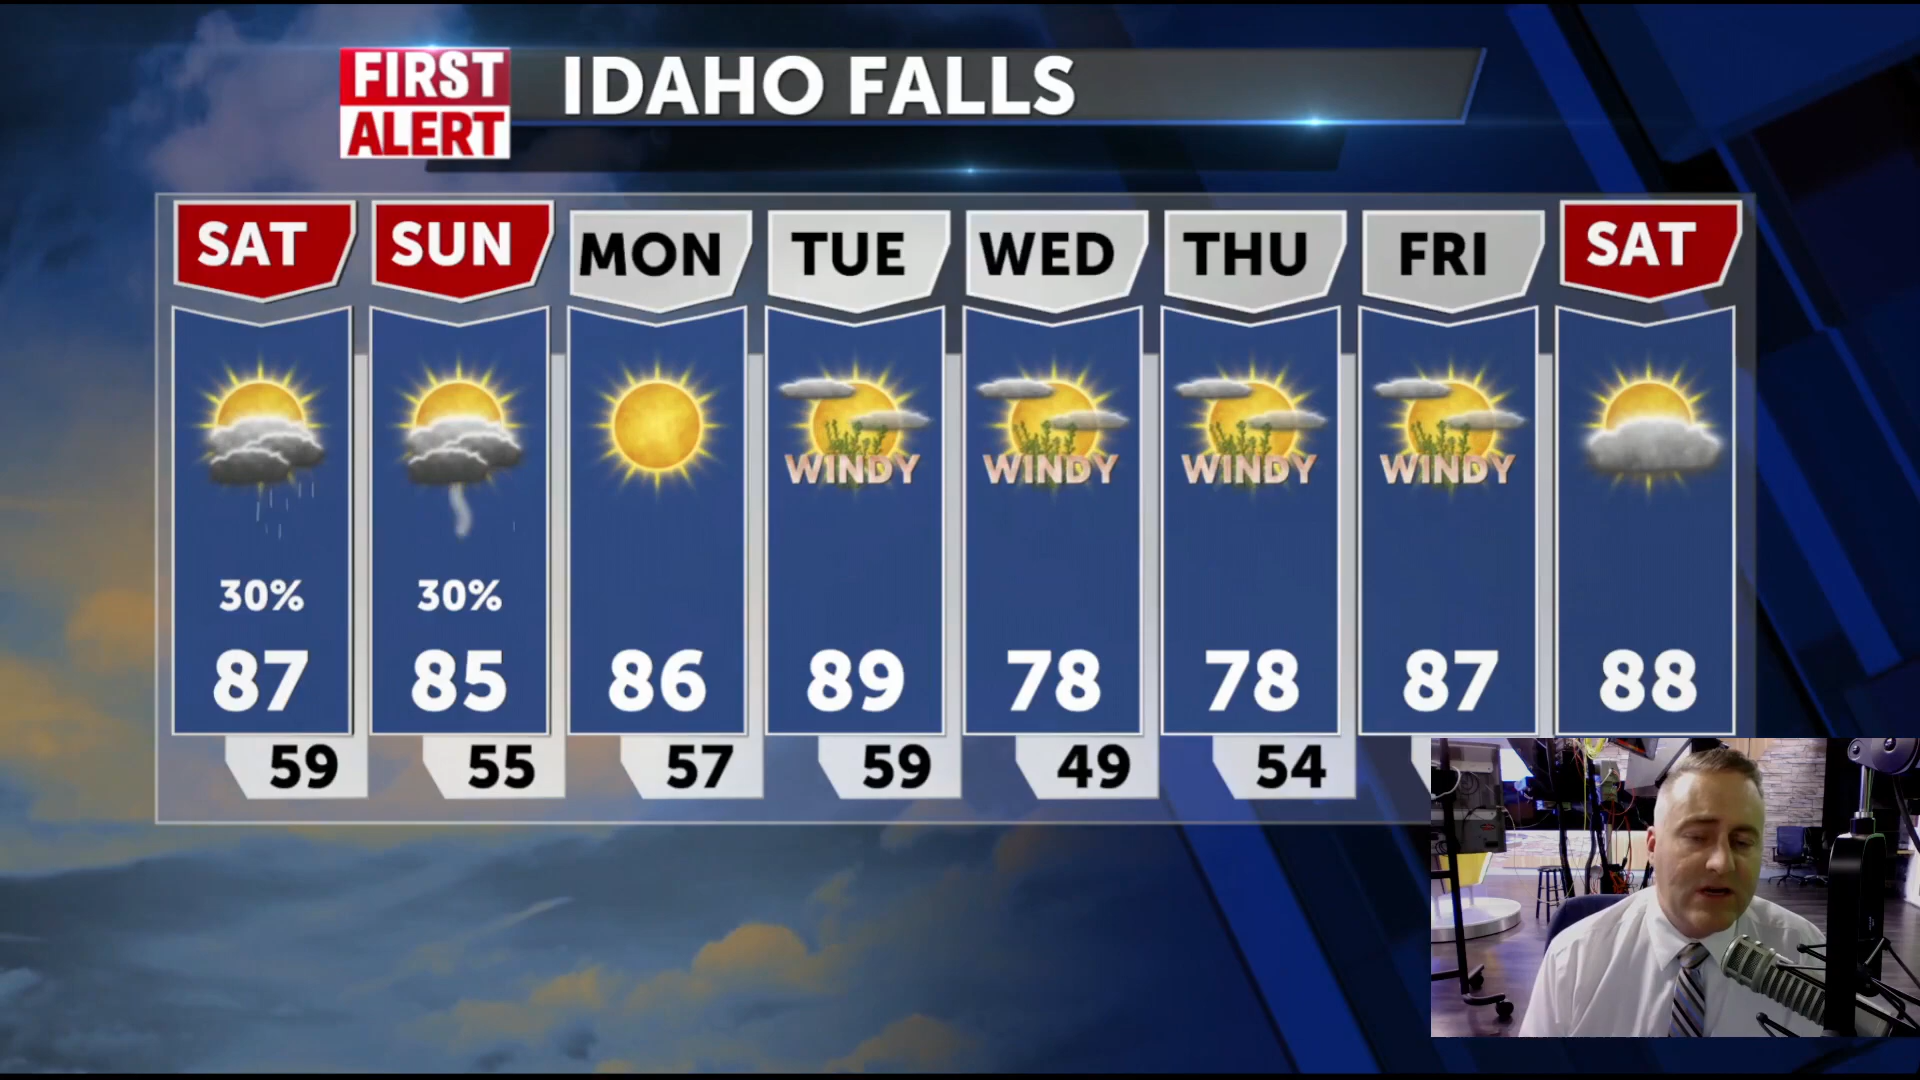 FIRST
ALERT
IDAHO FALLS
SAT SUN MON TUE WED THU FRI SAT
WINDY WINDY WINDY WINDY
30% 30%
87 85 86 89 78 78 87 88
59 55 57 59 49 54